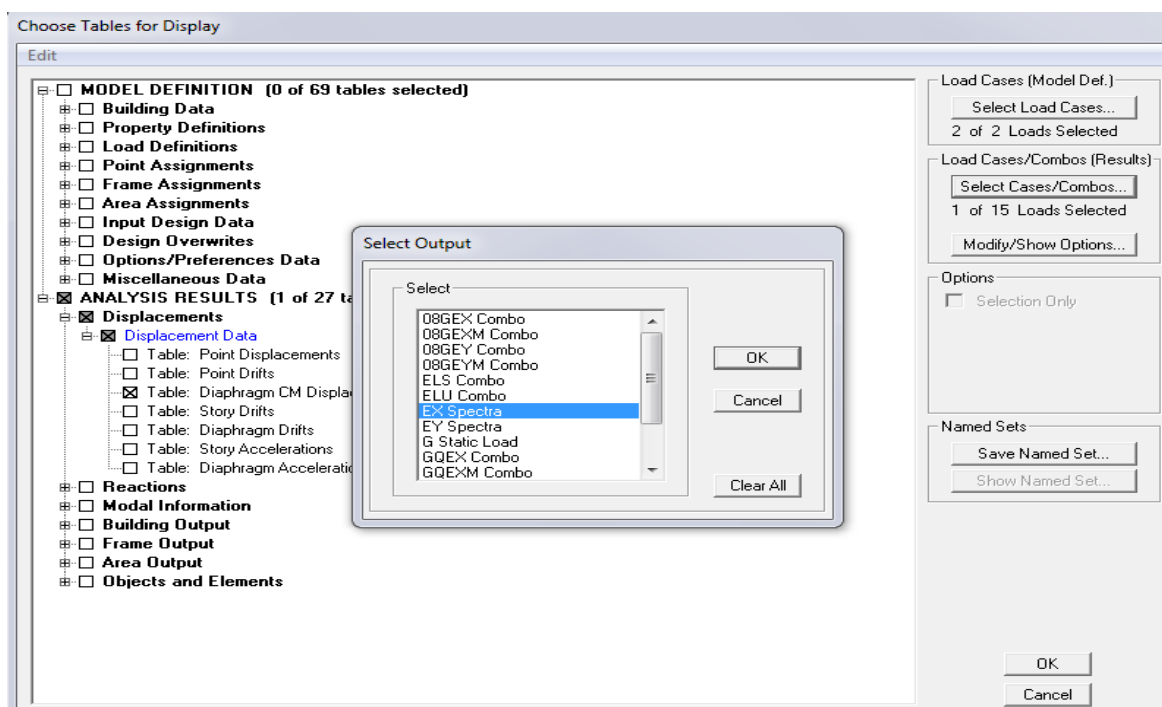 Choose Tables for Display
Edit
MODEL DEFINITION (0 of 69 tables selected)
Building Data
Property Definitions
Load Definitions
Point Assignments
Frame Assignments
Area Assignments
Input Design Data
Design Overwrites
Options/Preferences Data
Miscellaneous Data
ANALYSIS RESULTS (1 of 27 ta
Displacements
Displacement Data
Table: Point Displacements
Table: Point Drifts
Table: Diaphragm CM Displa
Table: Story Drifts
Table: Diaphragm Drifts
Table: Story Accelerations
Table: Diaphragm Acceleratio
Reactions
Modal Information
Building Output
Frame Output
Area Output
Objects and Elements
Select Output
Select
08GEX Combo
08GEXM Combo
08GEY Combo
08GEYM Combo
ELS Combo
ELU Combo
EX Spectra
EY Spectra
G Static Load
GQEX Combo
GQEXM Combo
OK
Cancel
Clear All
Load Cases (Model Def.)
Select Load Cases...
2 of 2 Loads Selected
Load Cases/Combos (Results)
Select Cases/Combos...
1 of 15 Loads Selected
Modify/Show Options...
Options
Selection Only
Named Sets
Save Named Set...
Show Named Set...
OK
Cancel